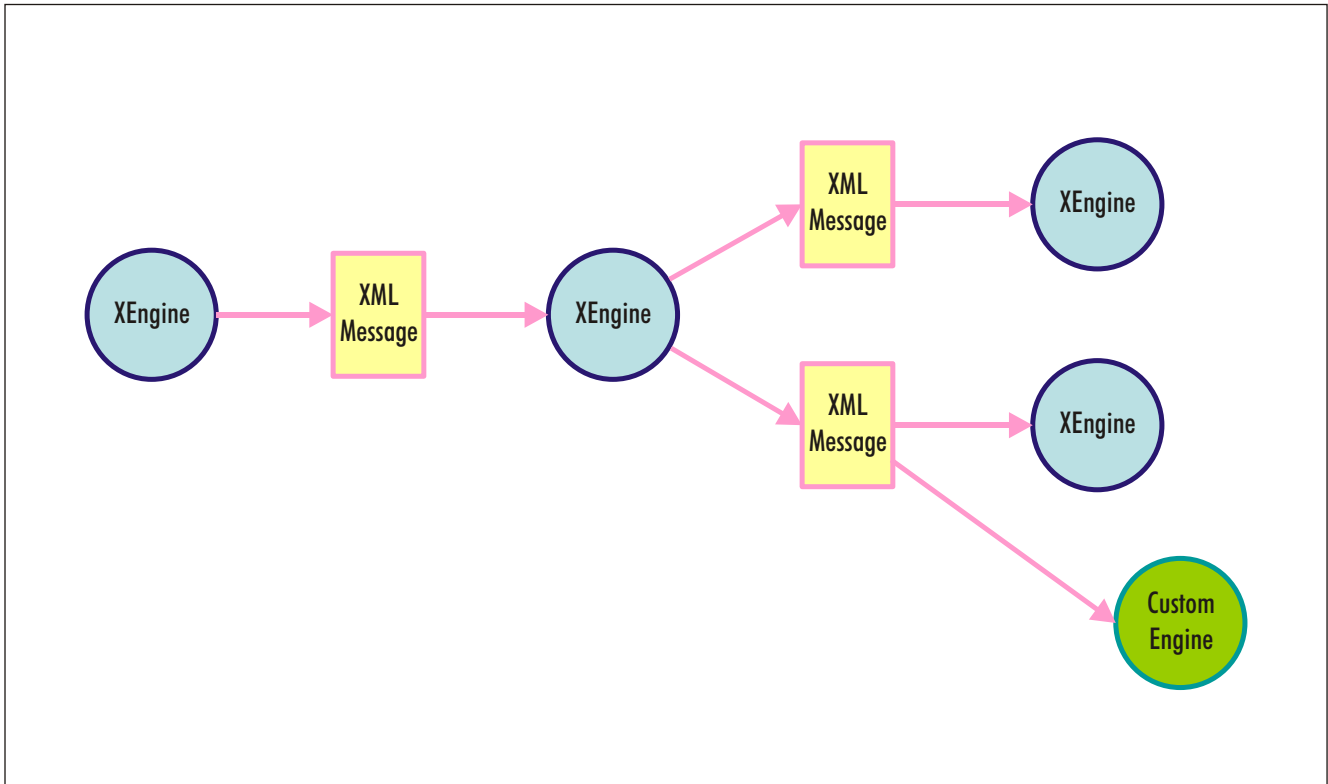 XEngine
XML
Message
XEngine
XML
Message
XEngine
XML
Message
XEngine
Custom
Engine